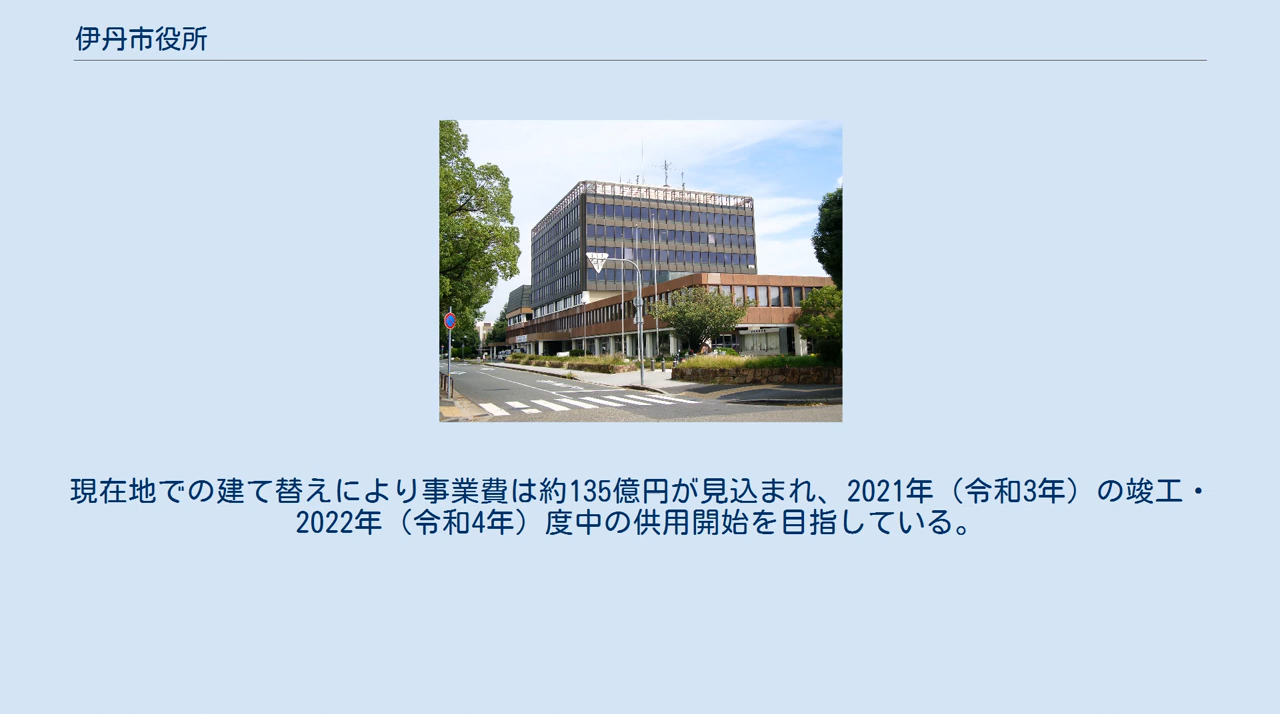 伊丹市役所
現在地での建て替えにより事業費は約135億円が見込まれ、2021年（令和3年）の竣工・
2022年（令和4年）度中の供用開始を目指している。